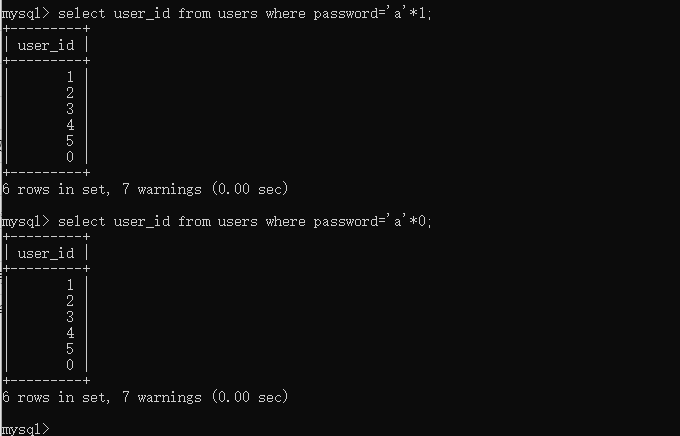 mysql> select user_id from users where password='a'*1;
+---------+
| user_id |
+---------+
|       1 |
|       2 |
|       3 |
|       4 |
|       5 |
|       0 |
+---------+
6 rows in set, 7 warnings (0.00 sec)
mysql> select user_id from users where password='a'*0;
+---------+
| user_id |
+---------+
|       1 |
|       2 |
|       3 |
|       4 |
|       5 |
|       0 |
+---------+
6 rows in set, 7 warnings (0.00 sec)
mysql>